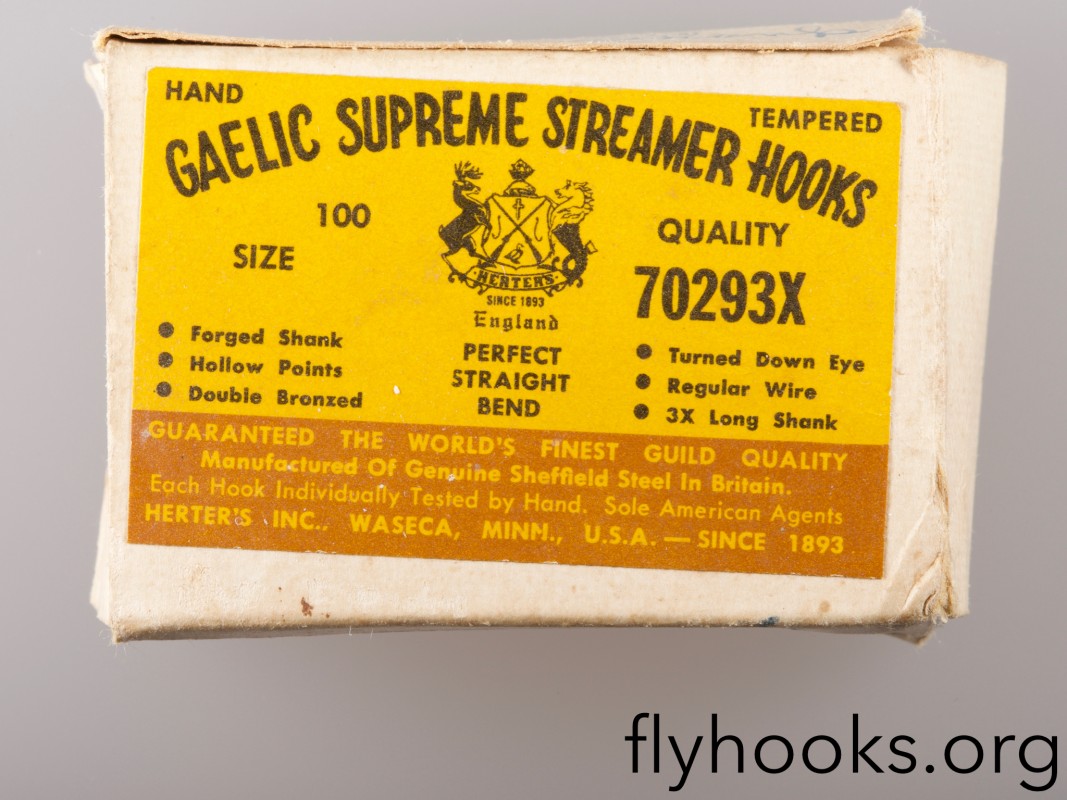 HAND
TEMPERED
GAELIC SUPREME STREAMER HOOKS
100
SIZE
QUALITY
70293X
HERTER'S
SINCE 1893
England
PERFECT
STRAIGHT
BEND
• Forged Shank
• Hollow Points
• Double Bronzed
• Turned Down Eye
• Regular Wire
• 3X Long Shank
GUARANTEED THE WORLD'S FINEST GUILD QUALITY
Manufactured Of Genuine Sheffield Steel In Britain.
Each Hook Individually Tested by Hand. Sole American Agents
HERTER'S INC., WASECA, MINN., U.S.A. — SINCE 1893
flyhooks.org